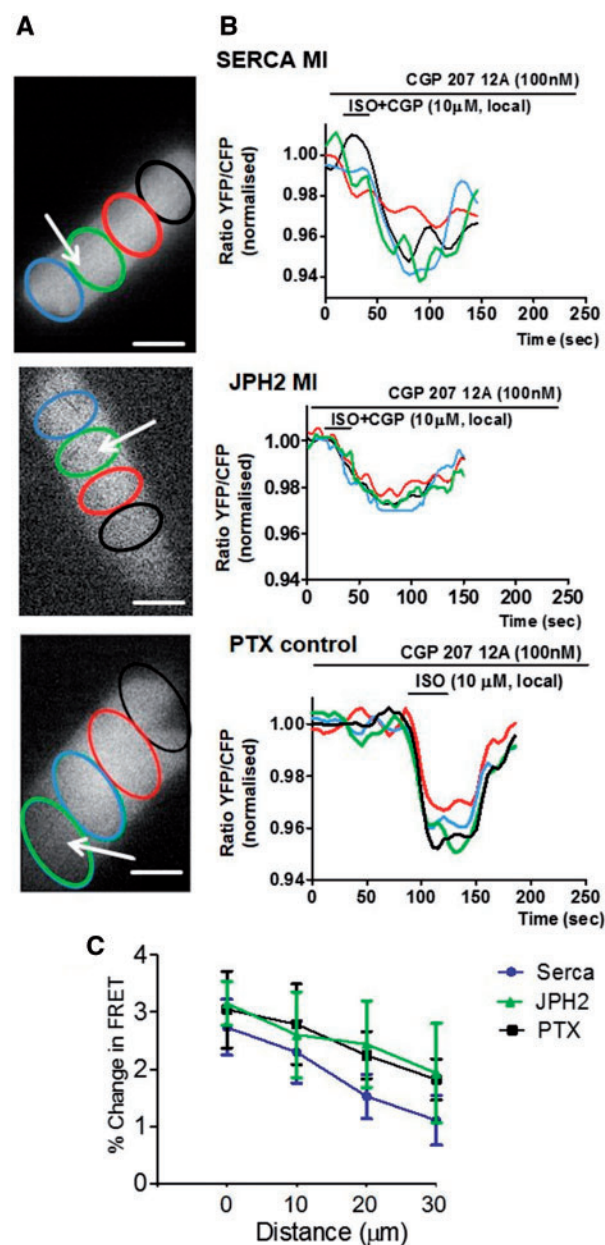 A
B
SERCA MI
CGP 207 12A (100nM)
ISO+CGP (10μM, local)
1.00
0.98
0.96
0.94
Ratio YFP/CFP
(normalised)
0 50 100 150 200 250
Time (sec)
JPH2 MI
CGP 207 12A (100nM)
ISO+CGP (10μM, local)
1.00
0.98
0.96
0.94
Ratio YFP/CFP
(normalised)
0 50 100 150 200 250
Time (sec)
PTX control
CGP 207 12A (100nM)
ISO (10 μM, local)
1.00
0.98
0.96
0.94
Ratio YFP/CFP
(normalised)
0 50 100 150 200 250
Time (sec)
C
4
3
2
1
0
% Change in FRET
0 10 20 30
Distance (μm)
Serca
JPH2
PTX